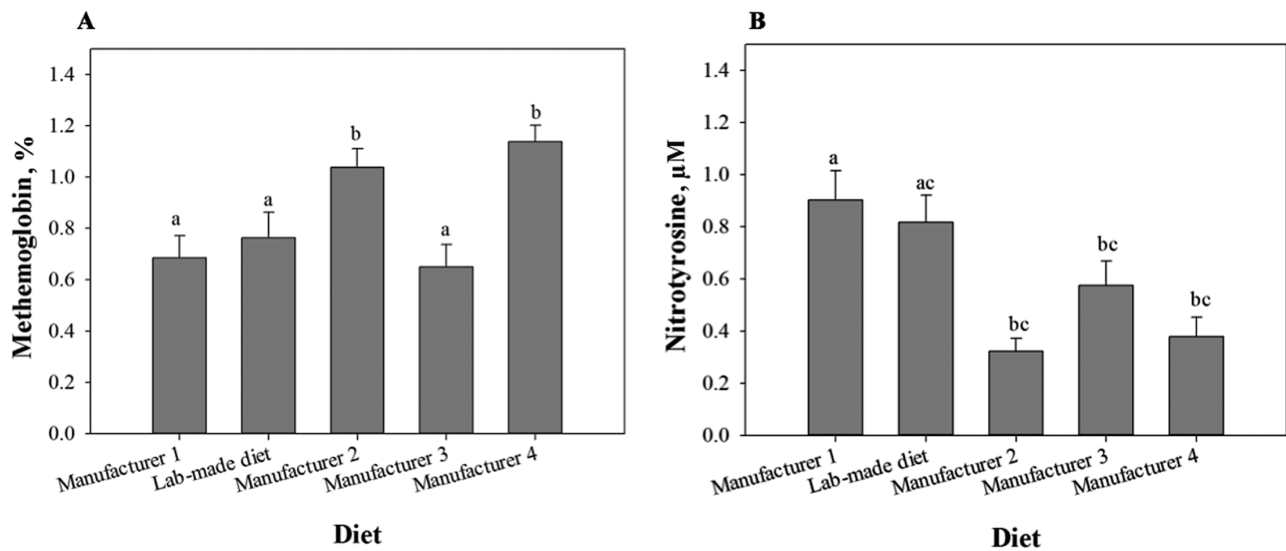 A
Methemoglobin, %
1.4
1.2
1.0
0.8
0.6
0.4
0.2
0.0
a
a
b
a
b
Manufacturer 1
Lab-made diet
Manufacturer 2
Manufacturer 3
Manufacturer 4
Diet
B
Nitrotyrosine, µM
1.4
1.2
1.0
0.8
0.6
0.4
0.2
0.0
a
ac
bc
bc
bc
Manufacturer 1
Lab-made diet
Manufacturer 2
Manufacturer 3
Manufacturer 4
Diet